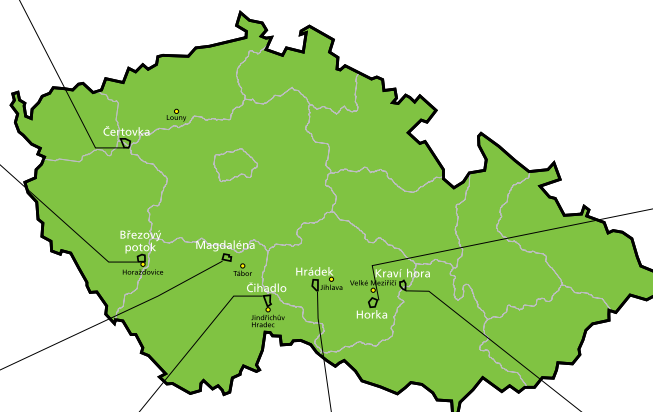 Louny
Čertovka
Březový
potok
Horažďovice
Magdaléna
Tábor
Čihadlo
Jindřichův
Hradec
Hrádek
Jihlava
Kraví hora
Velké Meziříčí
Horka